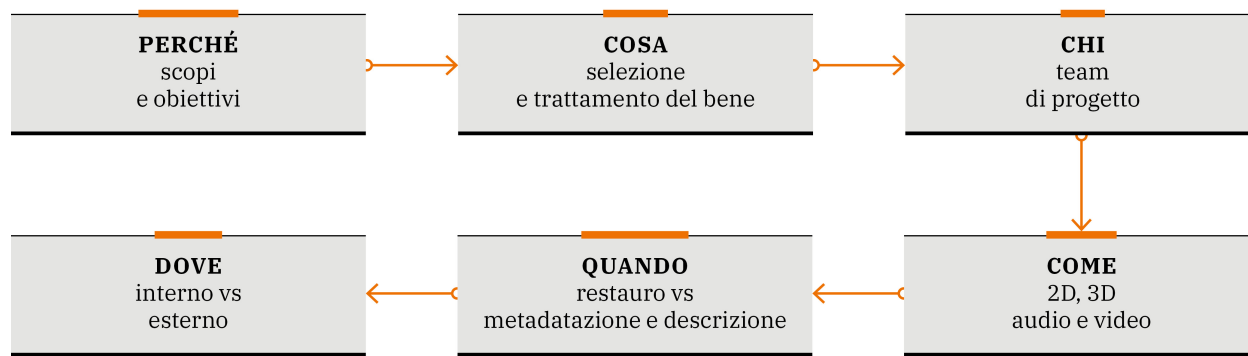 PERCHÉ
scopi
e obiettivi
COSA
selezione
e trattamento del bene
CHI
team
di progetto
COME
2D, 3D
audio e video
QUANDO
restauro vs
metadatazione e descrizione
DOVE
interno vs
esterno